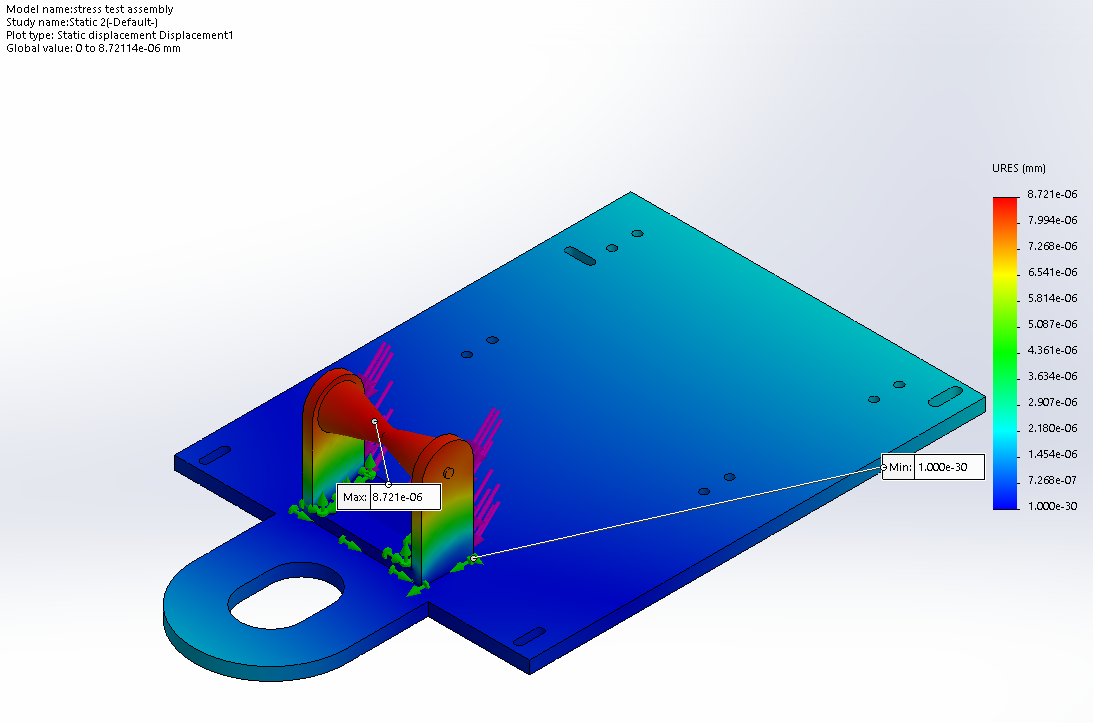 Model name:stress test assembly
Study name:Static 2(-Default-)
Plot type: Static displacement Displacement1
Global value: 0 to 8.72114e-06 mm
URES (mm)
8.721e-06
7.994e-06
7.268e-06
6.541e-06
5.814e-06
5.087e-06
4.361e-06
3.634e-06
2.907e-06
2.180e-06
1.454e-06
7.268e-07
1.000e-30
Min: 1.000e-30
Max: 8.721e-06